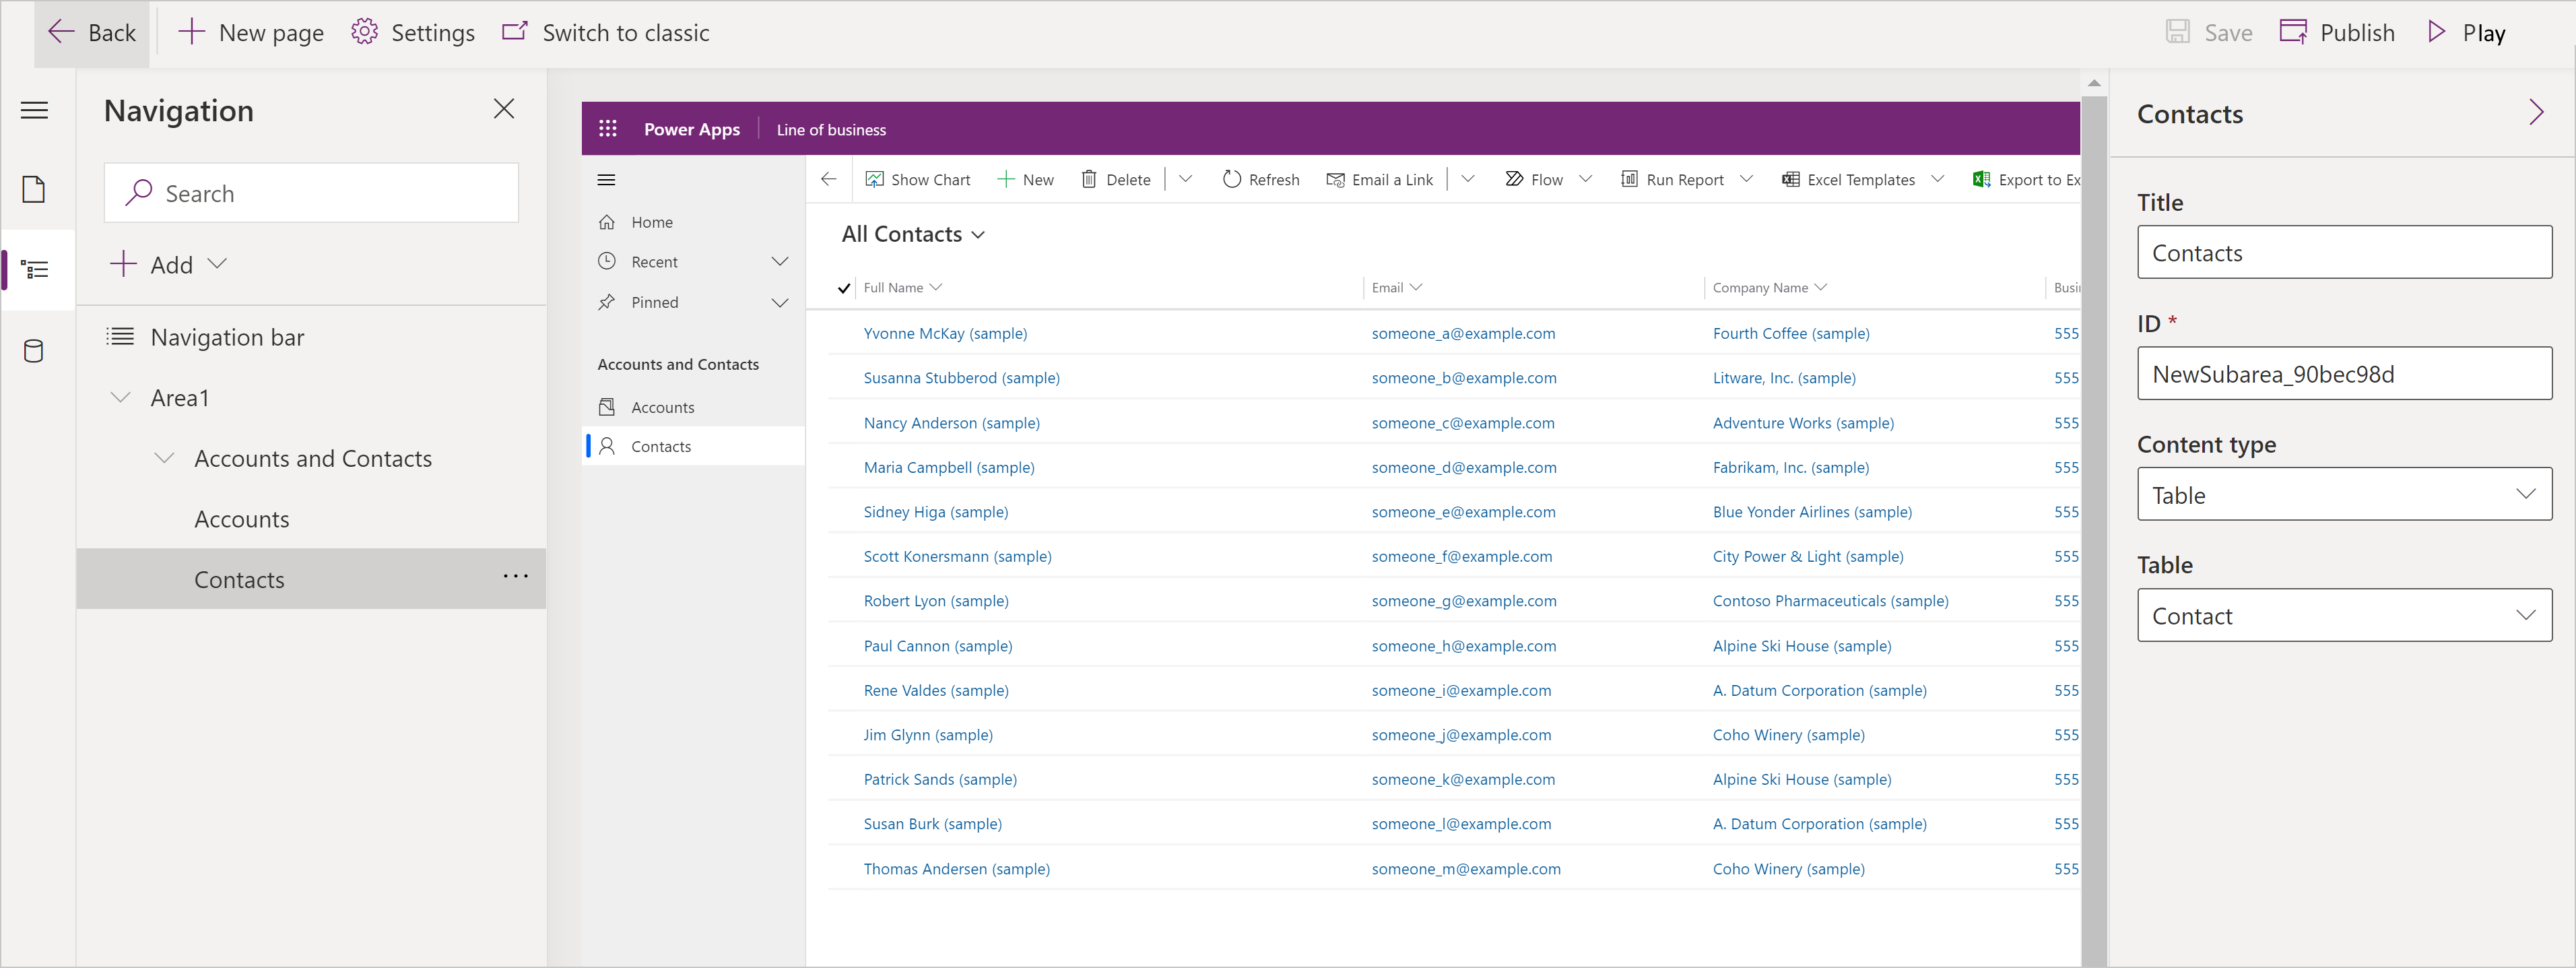 Back
New page
Settings
Switch to classic
Save
Publish
Play
Navigation
Search
Add
Navigation bar
Area1
Accounts and Contacts
Accounts
Contacts
Power Apps
Line of business
Home
Recent
Pinned
Accounts and Contacts
Accounts
Contacts
Show Chart
New
Delete
Refresh
Email a Link
Flow
Run Report
Excel Templates
Export to Ex
All Contacts
Full Name Email Company Name Busi
Yvonne McKay (sample) someone_a@example.com Fourth Coffee (sample) 555
Susanna Stubberod (sample) someone_b@example.com Litware, Inc. (sample) 555
Nancy Anderson (sample) someone_c@example.com Adventure Works (sample) 555
Maria Campbell (sample) someone_d@example.com Fabrikam, Inc. (sample) 555
Sidney Higa (sample) someone_e@example.com Blue Yonder Airlines (sample) 555
Scott Konersmann (sample) someone_f@example.com City Power & Light (sample) 555
Robert Lyon (sample) someone_g@example.com Contoso Pharmaceuticals (sample) 555
Paul Cannon (sample) someone_h@example.com Alpine Ski House (sample) 555
Rene Valdes (sample) someone_i@example.com A. Datum Corporation (sample) 555
Jim Glynn (sample) someone_j@example.com Coho Winery (sample) 555
Patrick Sands (sample) someone_k@example.com Alpine Ski House (sample) 555
Susan Burk (sample) someone_l@example.com A. Datum Corporation (sample) 555
Thomas Andersen (sample) someone_m@example.com Coho Winery (sample) 555
Contacts
Title
Contacts
ID *
NewSubarea_90bec98d
Content type
Table
Table
Contact